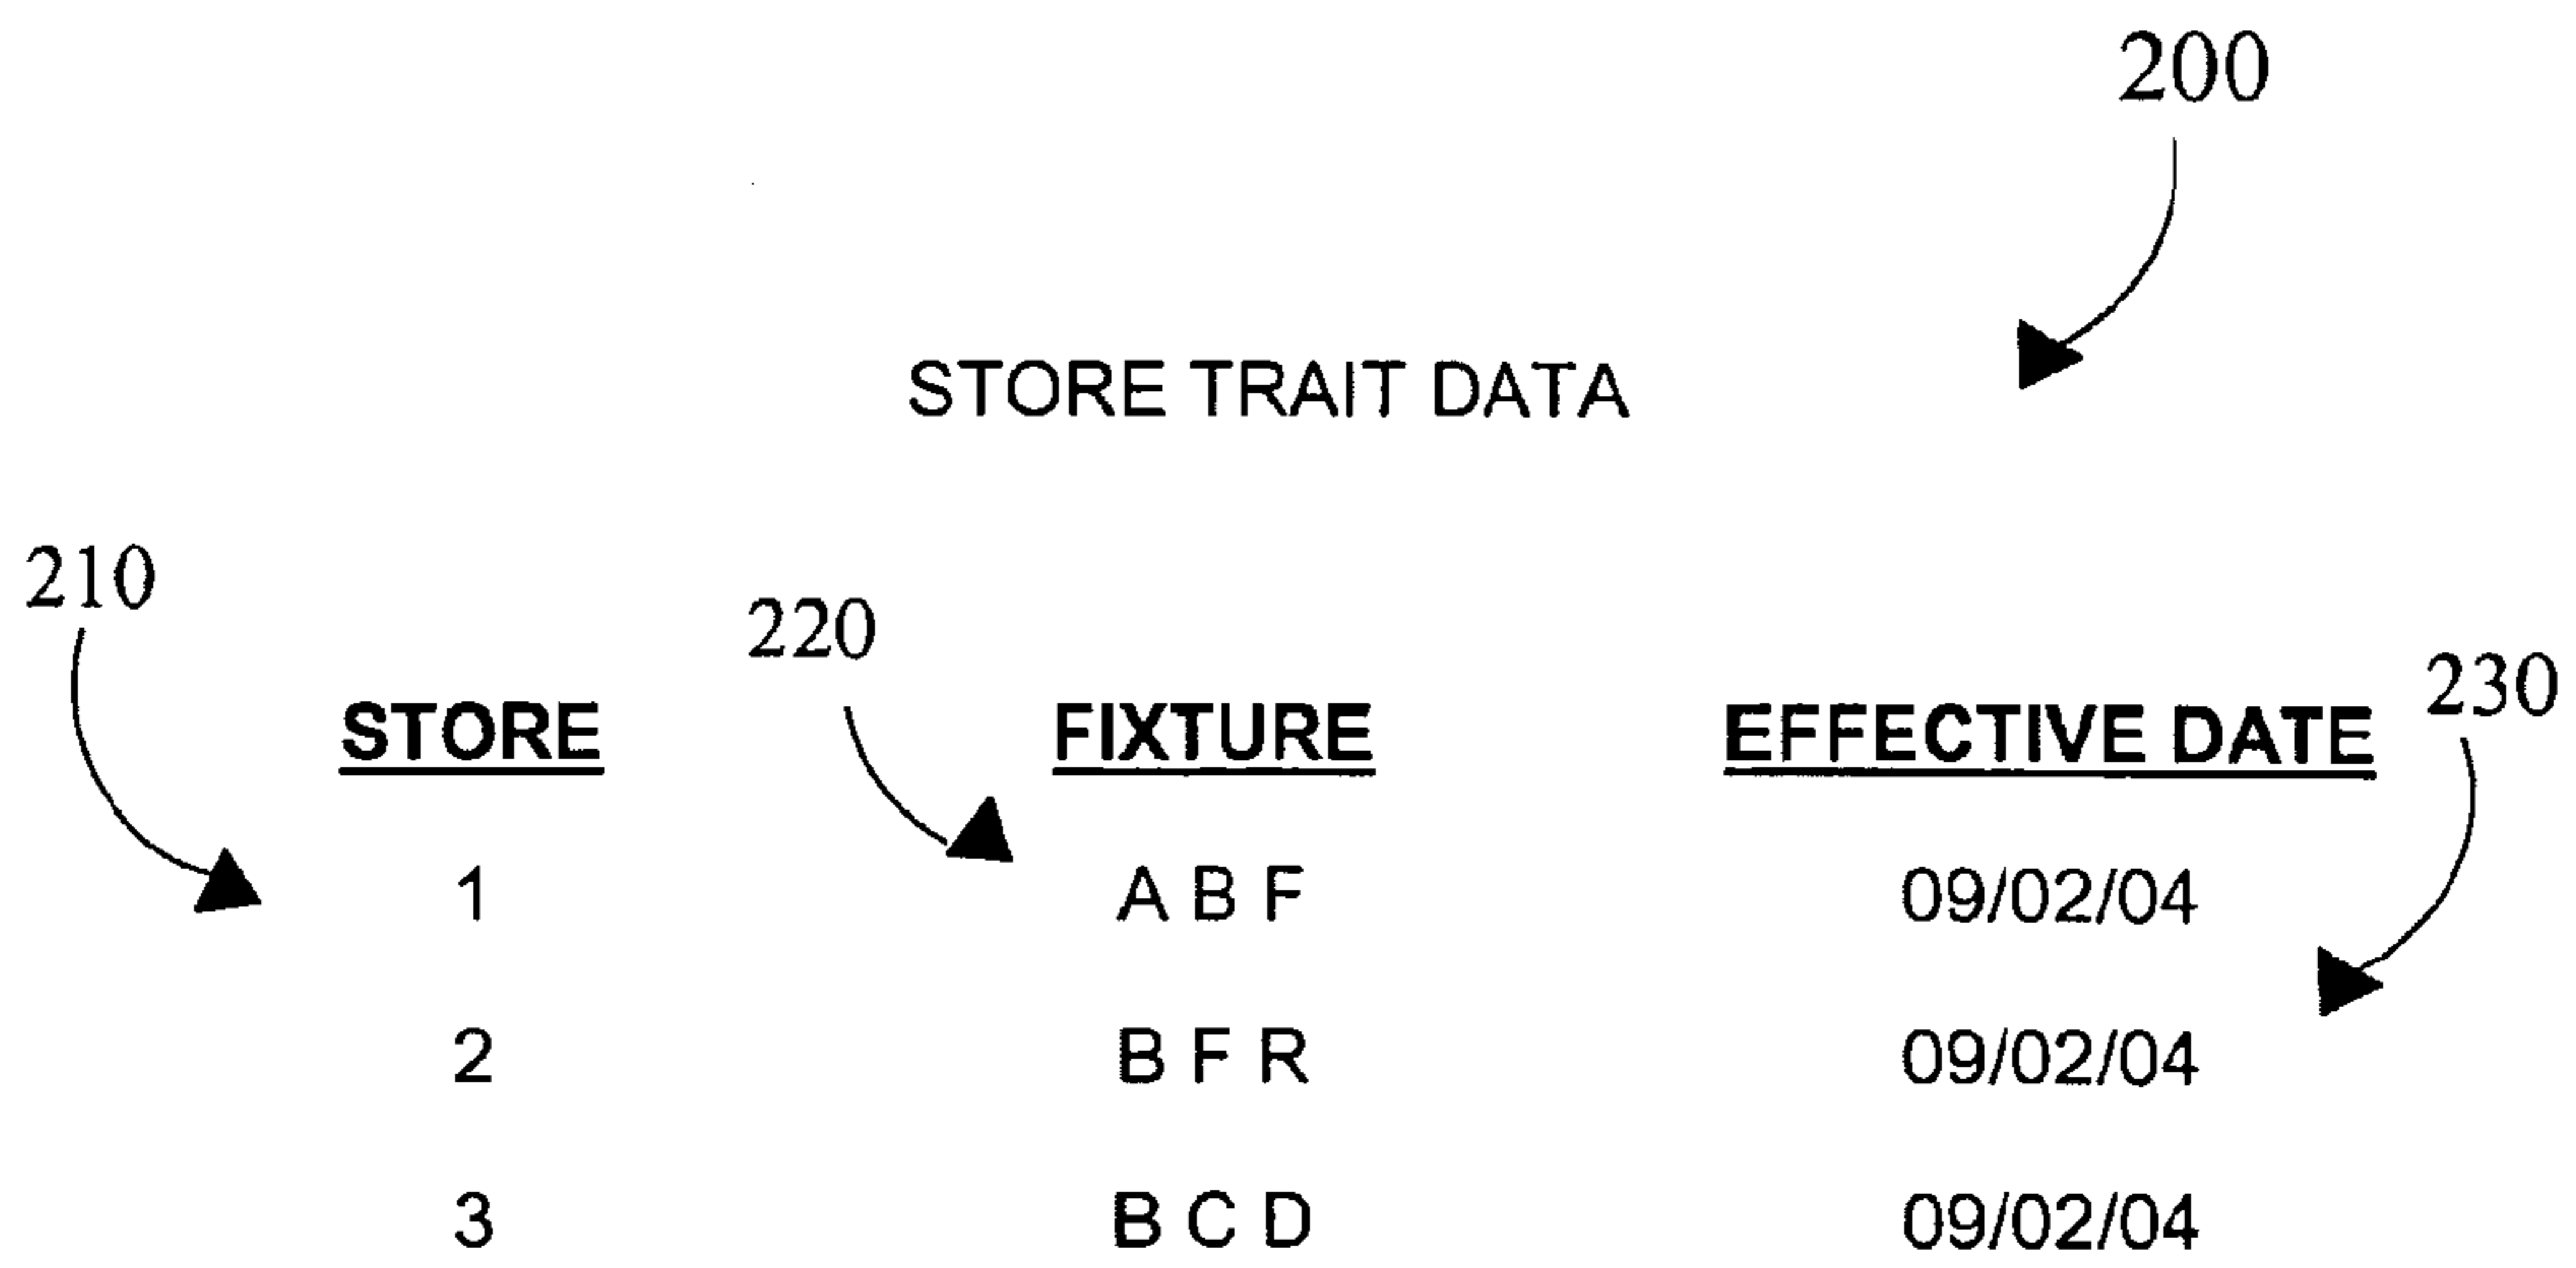 200
STORE TRAIT DATA
210
220
230
STORE FIXTURE EFFECTIVE DATE
1 A B F 09/02/04
2 B F R 09/02/04
3 B C D 09/02/04